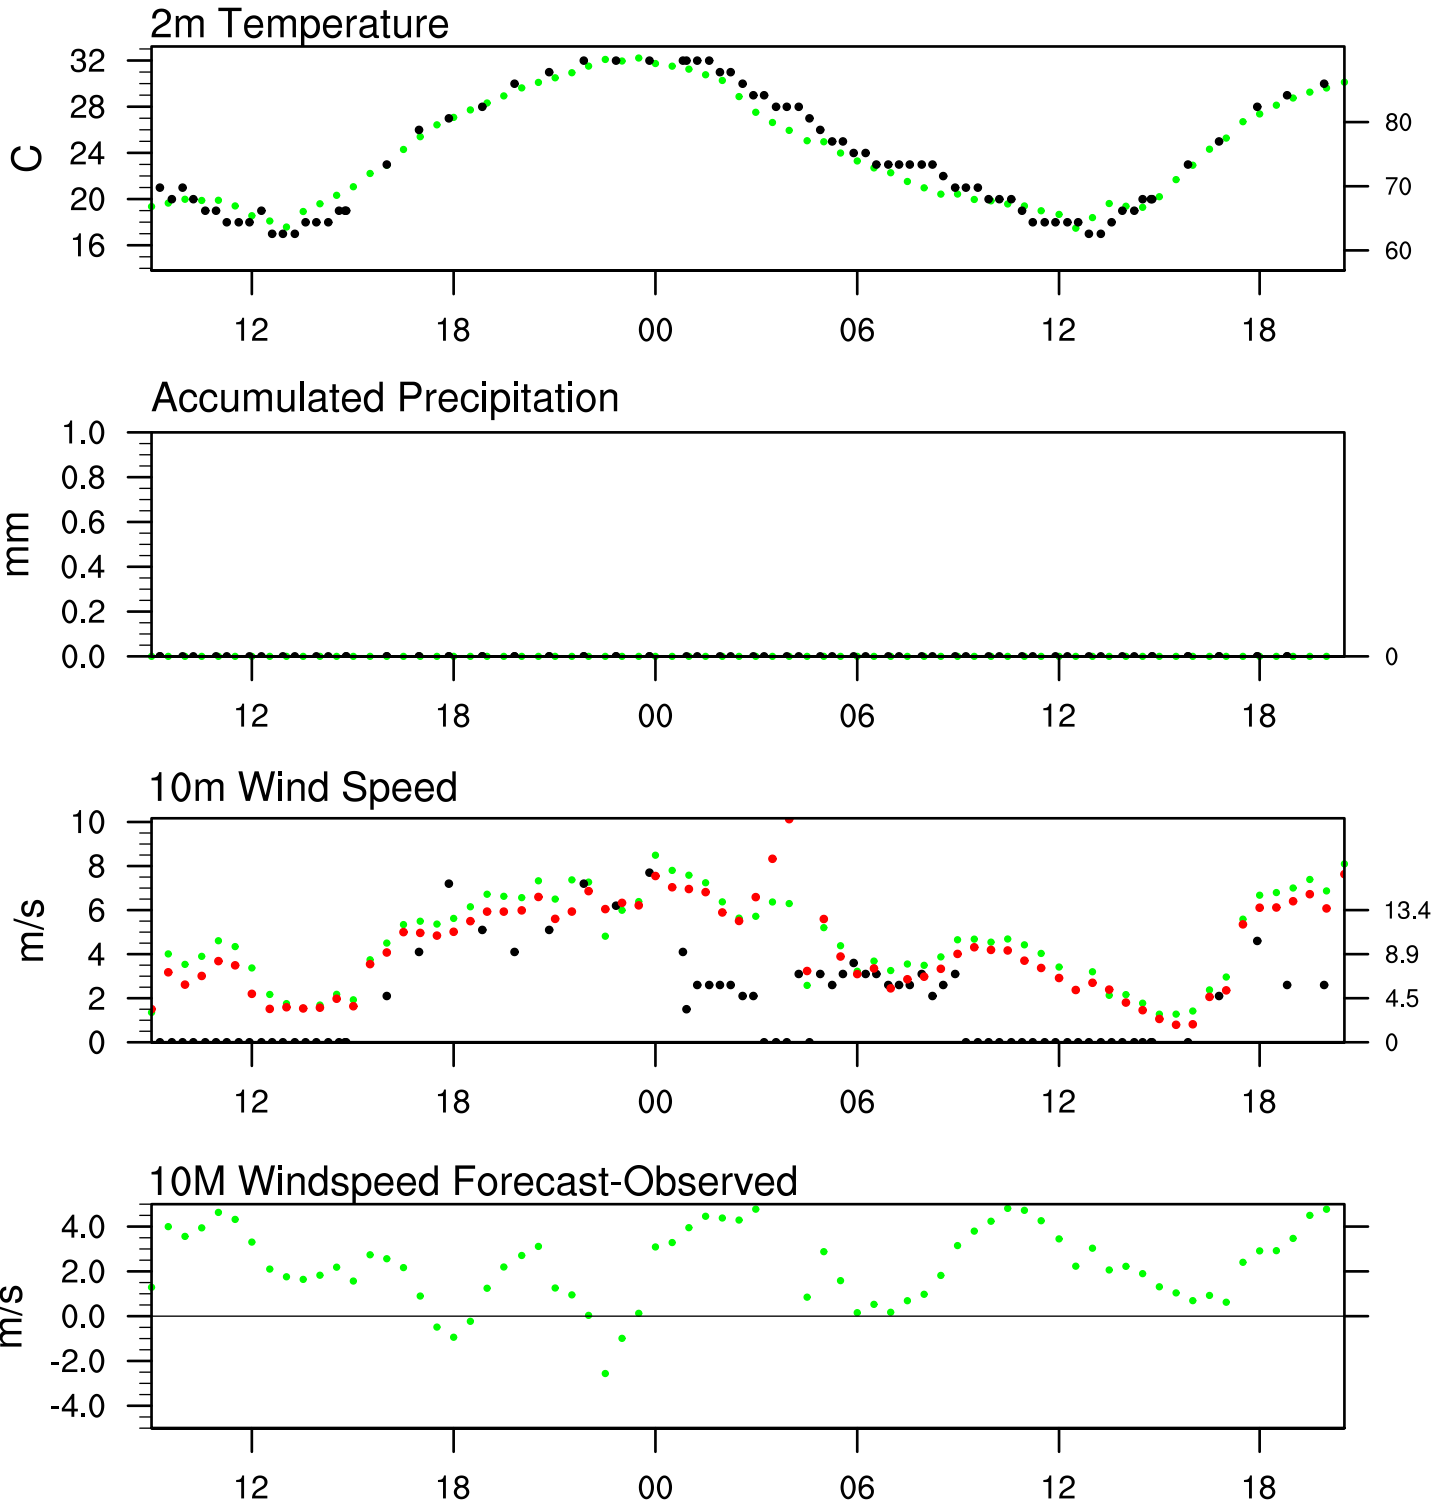 2m Temperature
32
28
24
20
16
C
80
70
60
12 18 00 06 12 18
Accumulated Precipitation
1.0
0.8
0.6
0.4
0.2
0.0
mm
0
12 18 00 06 12 18
10m Wind Speed
10
8
6
4
2
0
m/s
13.4
8.9
4.5
0
12 18 00 06 12 18
10M Windspeed Forecast-Observed
4.0
2.0
0.0
-2.0
-4.0
m/s
12 18 00 06 12 18